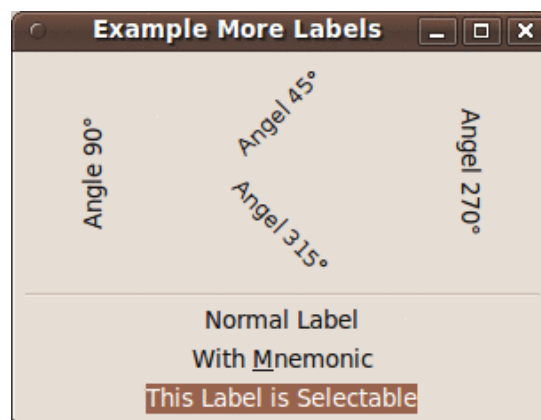 Example More Labels
Angle 90°
Angel 45°
Angel 315°
Angel 270°
Normal Label
With Mnemonic
This Label is Selectable